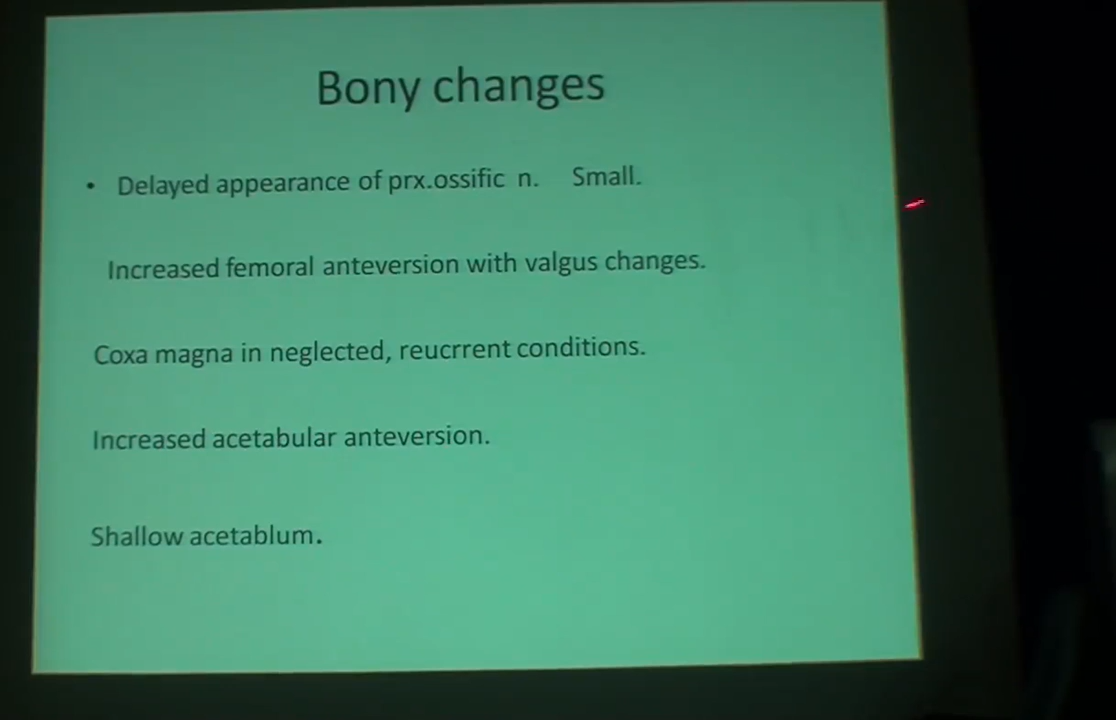 Bony changes
• Delayed appearance of prx.ossific n. Small.
Increased femoral anteversion with valgus changes.
Coxa magna in neglected, reucrrent conditions.
Increased acetabular anteversion.
Shallow acetablum.